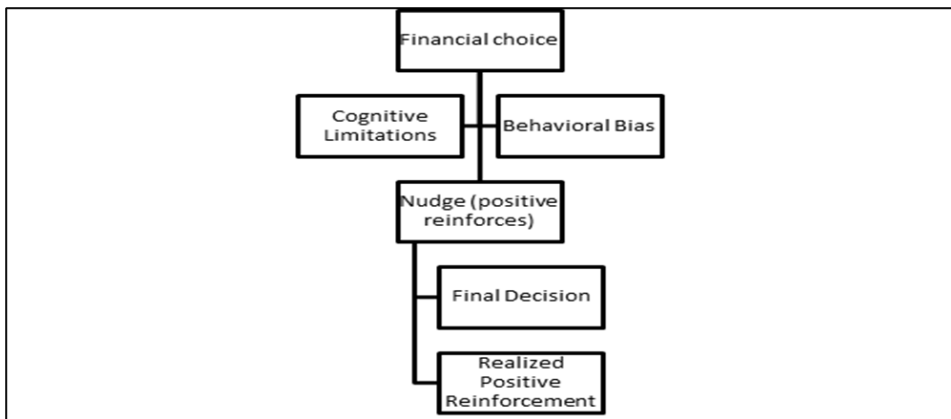 Financial choice
Cognitive
Limitations
Behavioral Bias
Nudge (positive
reinforces)
Final Decision
Realized
Positive
Reinforcement